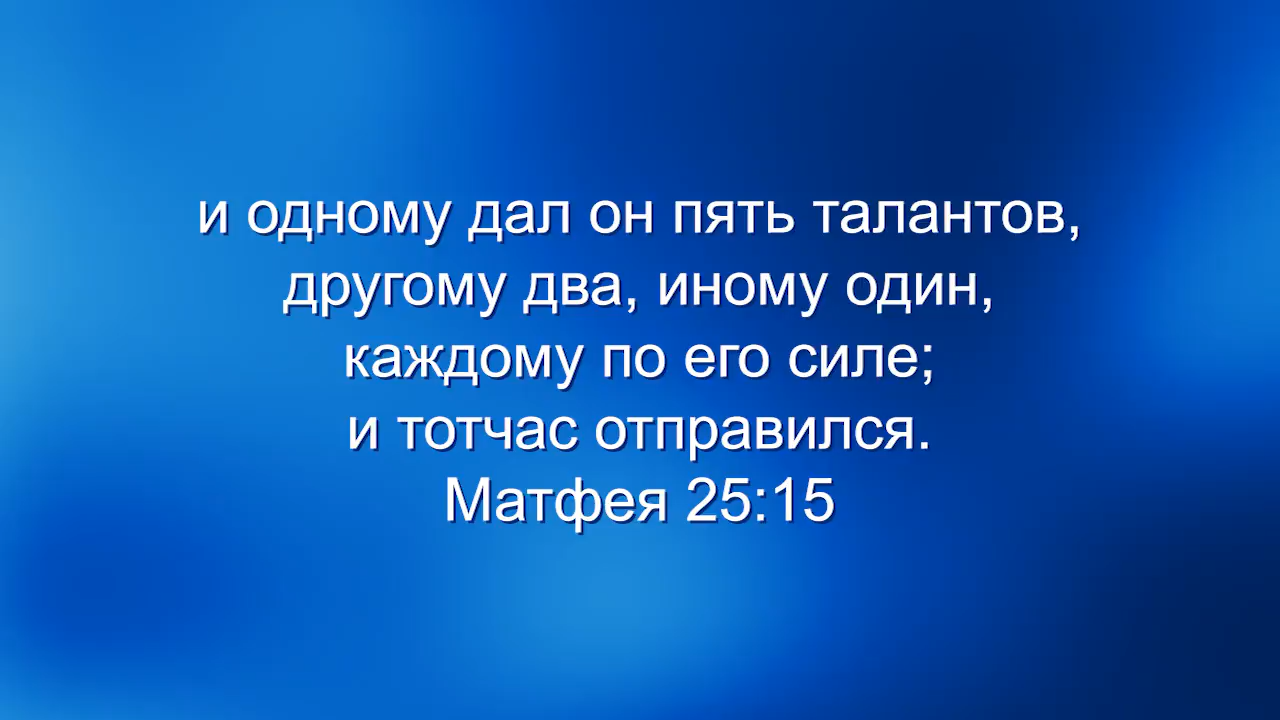 и одному дал он пять талантов,
другому два, иному один,
каждому по его силе;
и тотчас отправился.
Матфея 25:15